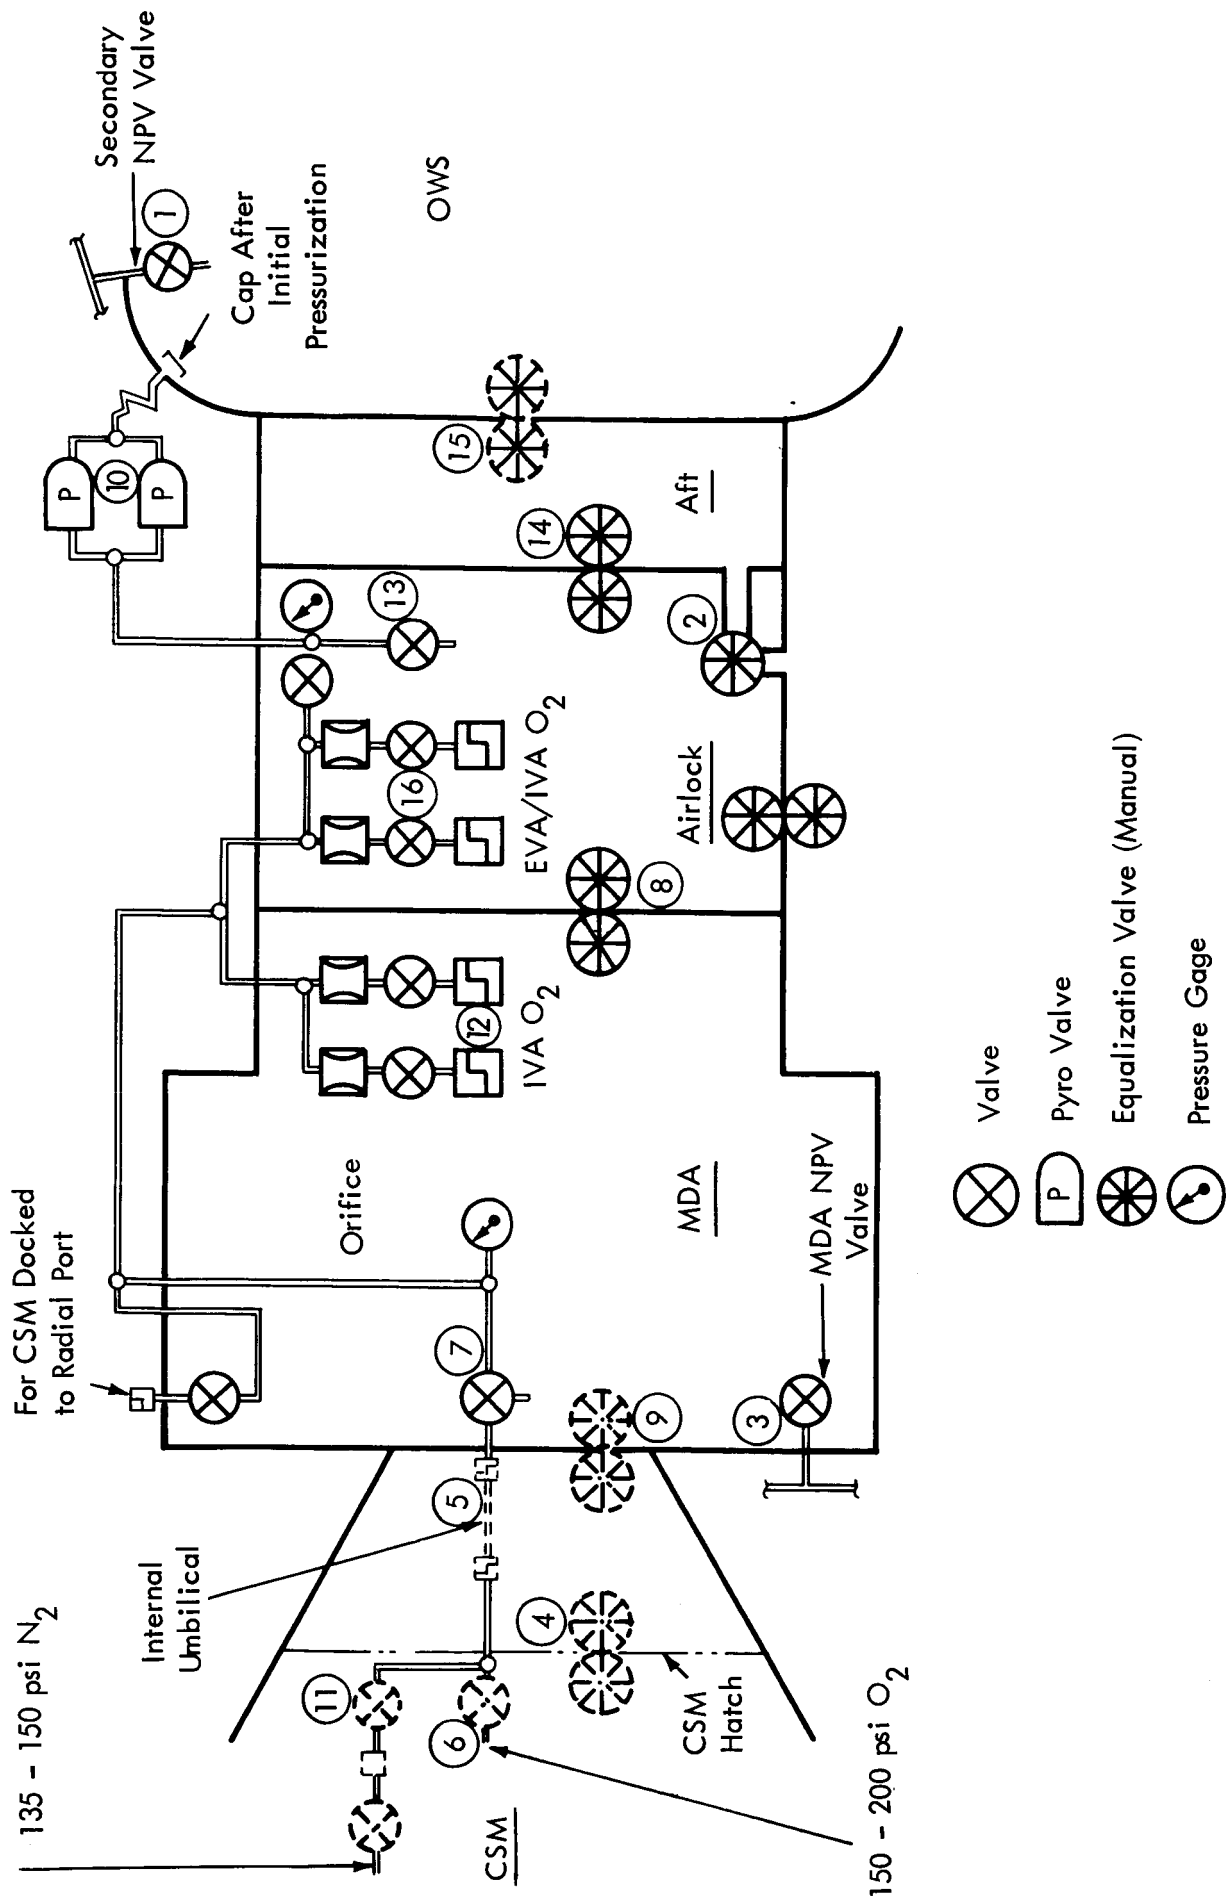 135 - 150 psi N2
For CSM Docked
to Radial Port
Secondary
NPV Valve
1
Cap After
Initial
Pressurization
P
10
P
OWS
Internal
Umbilical
Orifice
13
15
14
Aft
2
16
EVA/IVA O2
Airlock
8
12
IVA O2
7
MDA
MDA NPV
Valve
5
9
3
11
6
4
CSM
Hatch
CSM
150 - 200 psi O2
Valve
P
Pyro Valve
Equalization Valve (Manual)
Pressure Gage